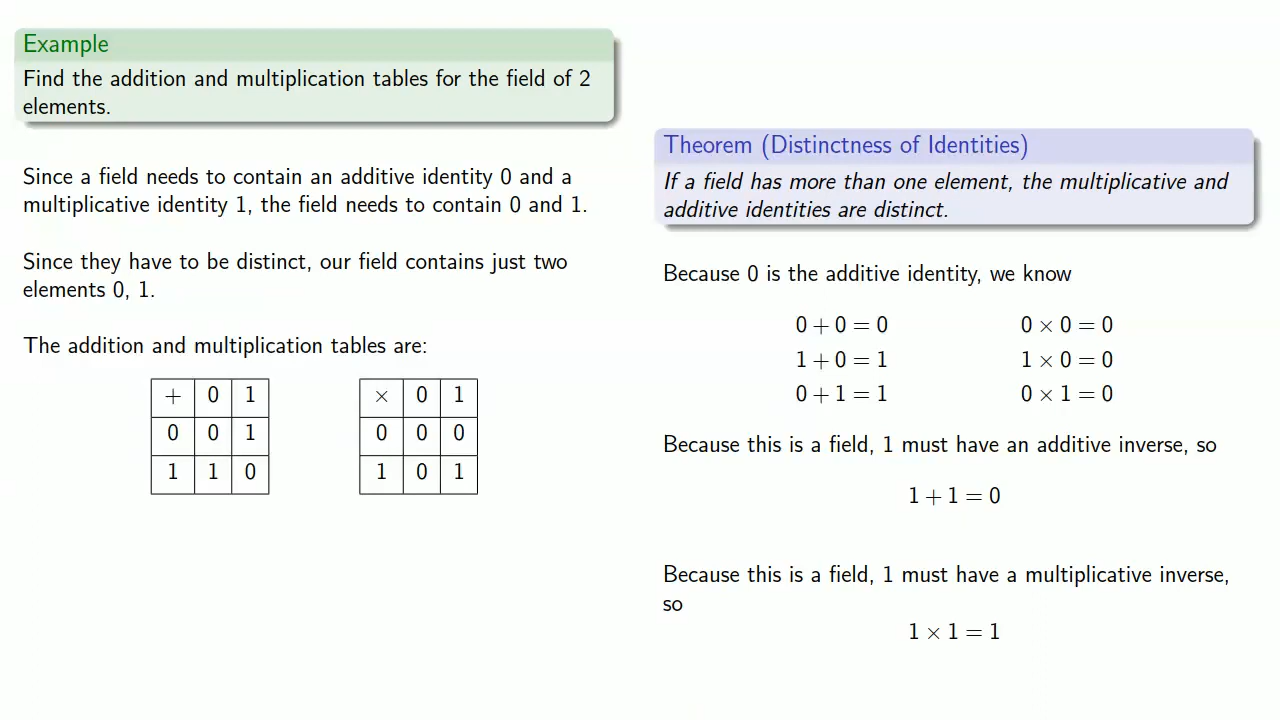 Example
Find the addition and multiplication tables for the field of 2
elements.
Since a field needs to contain an additive identity 0 and a
multiplicative identity 1, the field needs to contain 0 and 1.
Since they have to be distinct, our field contains just two
elements 0, 1.
The addition and multiplication tables are:
+ 0 1
0 0 1
1 1 0
× 0 1
0 0 0
1 0 1
Theorem (Distinctness of Identities)
If a field has more than one element, the multiplicative and
additive identities are distinct.
Because 0 is the additive identity, we know
0 + 0 = 0 0 × 0 = 0
1 + 0 = 1 1 × 0 = 0
0 + 1 = 1 0 × 1 = 0
Because this is a field, 1 must have an additive inverse, so
1 + 1 = 0
Because this is a field, 1 must have a multiplicative inverse,
so
1 × 1 = 1